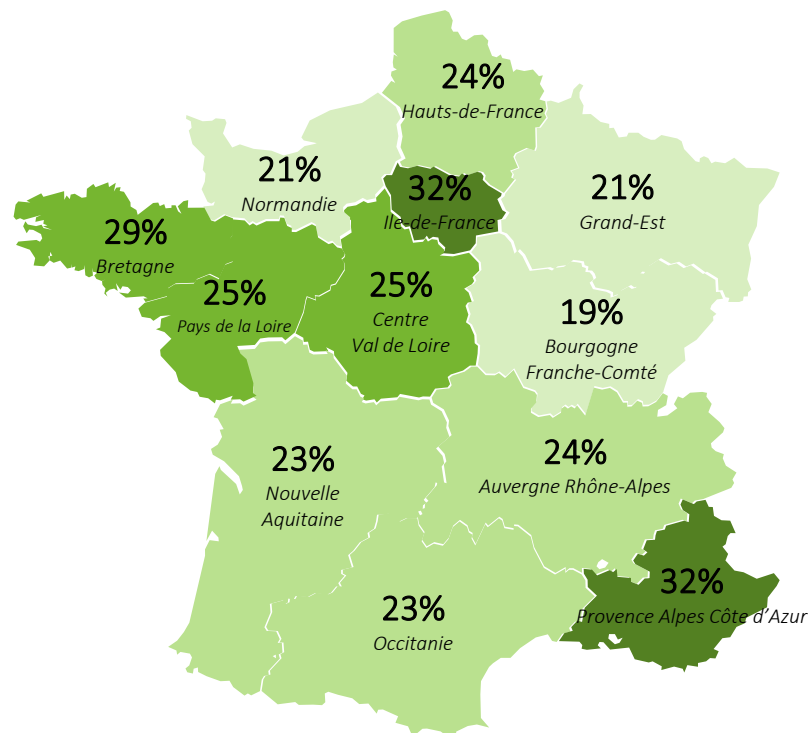 24%
Hauts-de-France
21%
Normandie
32%
Ile-de-France
21%
Grand-Est
29%
Bretagne
25%
Pays de la Loire
25%
Centre
Val de Loire
19%
Bourgogne
Franche-Comté
23%
Nouvelle
Aquitaine
24%
Auvergne Rhône-Alpes
23%
Occitanie
32%
Provence Alpes Côte d’Azur